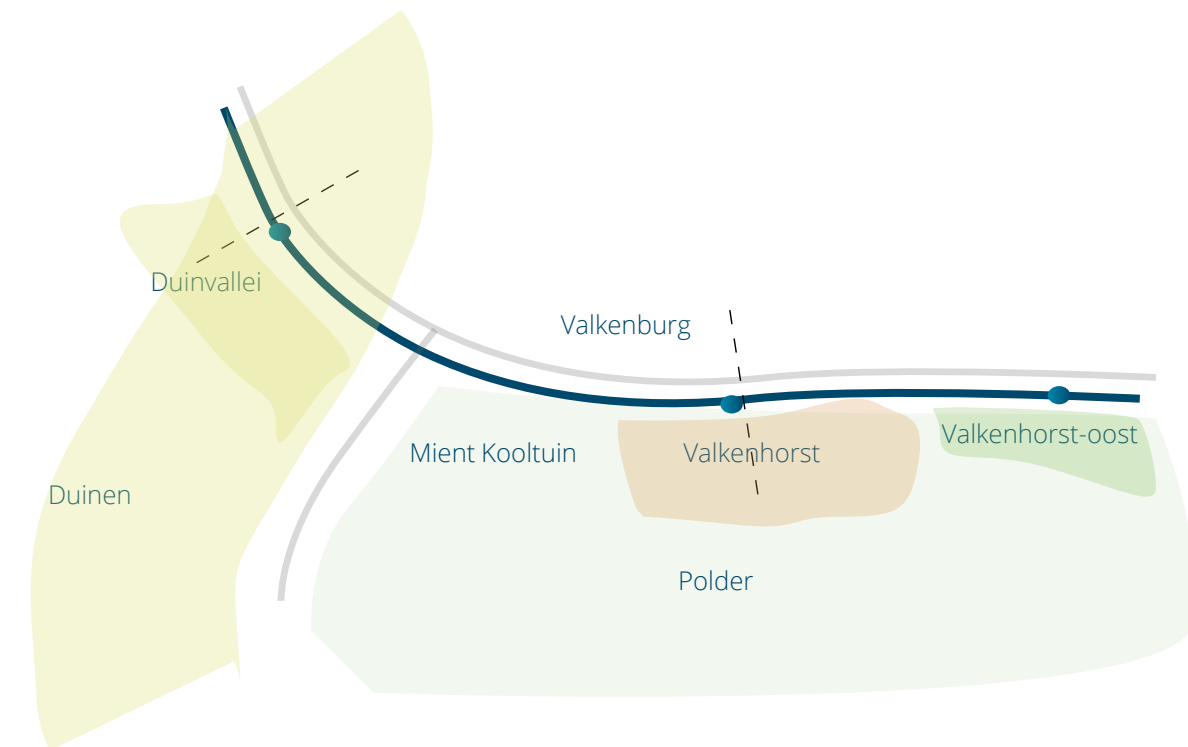 Duinvallei
Valkenburg
Valkenhorst-oost
Mient Kooltuin
Valkenhorst
Duinen
Polder